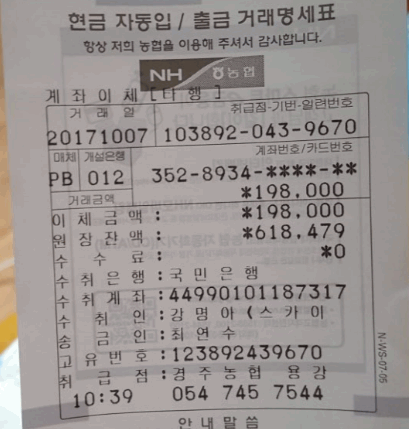 현금 자동입 / 출금 거래명세표
항상 저희 농협을 이용해 주셔서 감사합니다.
NH 농협
계좌이체 [타행]
거래일 취급점-기번-일련번호
20171007 103892-043-9670
매체 개설은행 계좌번호/카드번호
PB 012 352-8934-****-**
거래금액 *198,000
이체금액: *198,000
원장잔액: *618,479
수수료: *0
수취은행:국민은행
수취계좌:44990101187317
수취인:강명아(스카이
송금인:최연수
고유번호:123892439670
취급점:경주농협 용강
10:39 054 745 7544
안내말씀
N-WS-07.05